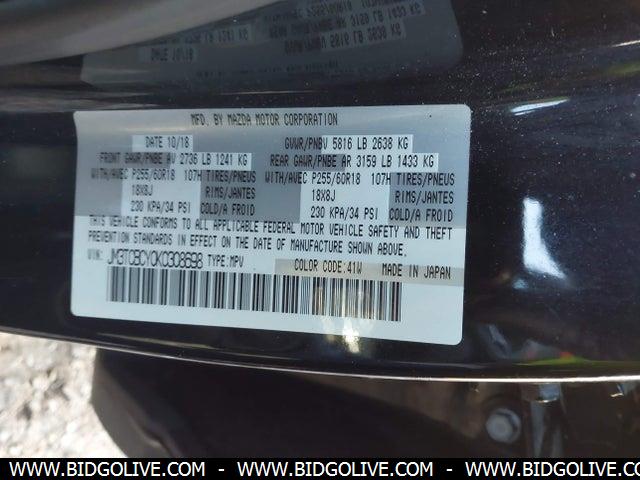 MFD. BY MAZDA MOTOR CORPORATION
DATE 10/18 GVWR/PNBV 5816 LB 2638 KG
FRONT GAWR/PNBE AV 2736 LB 1241 KG REAR GAWR/PNBE AR 3159 LB 1433 KG
WITH/AVEC P255/60R18 107H TIRES/PNEUS WITH/AVEC P255/60R18 107H TIRES/PNEUS
18X8J RIMS/JANTES 18X8J RIMS/JANTES
230 KPA/34 PSI COLD/A FROID 230 KPA/34 PSI COLD/A FROID
THIS VEHICLE CONFORMS TO ALL APPLICABLE FEDERAL MOTOR VEHICLE SAFETY AND THEFT
PREVENTION STANDARDS IN EFFECT ON THE DATE OF MANUFACTURE SHOWN ABOVE.
VIN: JM3TCBCY0K0308698 TYPE: MPV COLOR CODE: 41W MADE IN JAPAN
WWW.BIDGOLIVE.COM - WWW.BIDGOLIVE.COM - WWW.BIDGOLIVE.COM